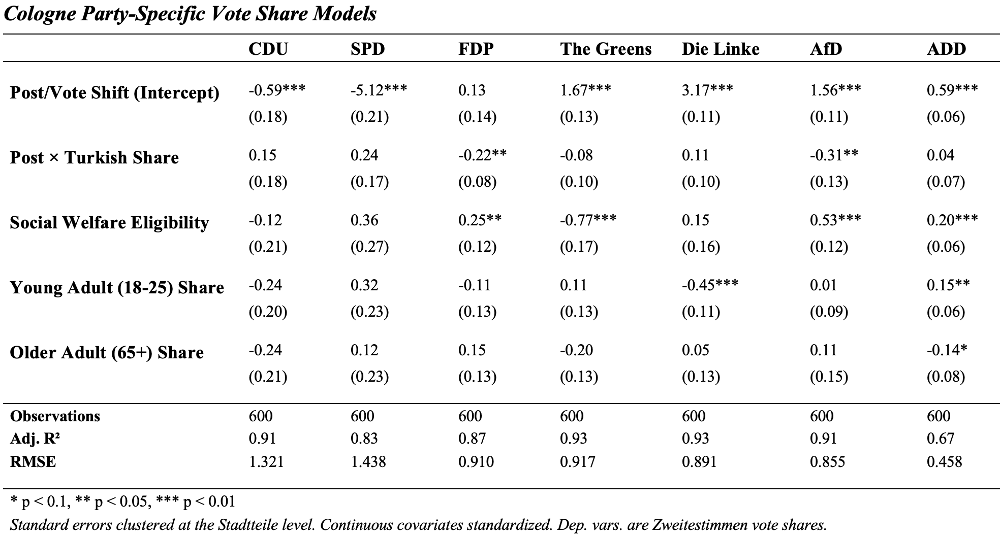 Cologne Party-Specific Vote Share Models
CDU SPD FDP The Greens Die Linke AfD ADD
Post/Vote Shift (Intercept) -0.59*** -5.12*** 0.13 1.67*** 3.17*** 1.56*** 0.59***
(0.18) (0.21) (0.14) (0.13) (0.11) (0.11) (0.06)
Post × Turkish Share 0.15 0.24 -0.22** -0.08 0.11 -0.31** 0.04
(0.18) (0.17) (0.08) (0.10) (0.10) (0.13) (0.07)
Social Welfare Eligibility -0.12 0.36 0.25** -0.77*** 0.15 0.53*** 0.20***
(0.21) (0.27) (0.12) (0.17) (0.16) (0.12) (0.06)
Young Adult (18-25) Share -0.24 0.32 -0.11 0.11 -0.45*** 0.01 0.15**
(0.20) (0.23) (0.13) (0.13) (0.11) (0.09) (0.06)
Older Adult (65+) Share -0.24 0.12 0.15 -0.20 0.05 0.11 -0.14*
(0.21) (0.23) (0.13) (0.13) (0.13) (0.15) (0.08)
Observations 600 600 600 600 600 600 600
Adj. R² 0.91 0.83 0.87 0.93 0.93 0.91 0.67
RMSE 1.321 1.438 0.910 0.917 0.891 0.855 0.458
* p < 0.1, ** p < 0.05, *** p < 0.01
Standard errors clustered at the Stadtteile level. Continuous covariates standardized. Dep. vars. are Zweitestimmen vote shares.